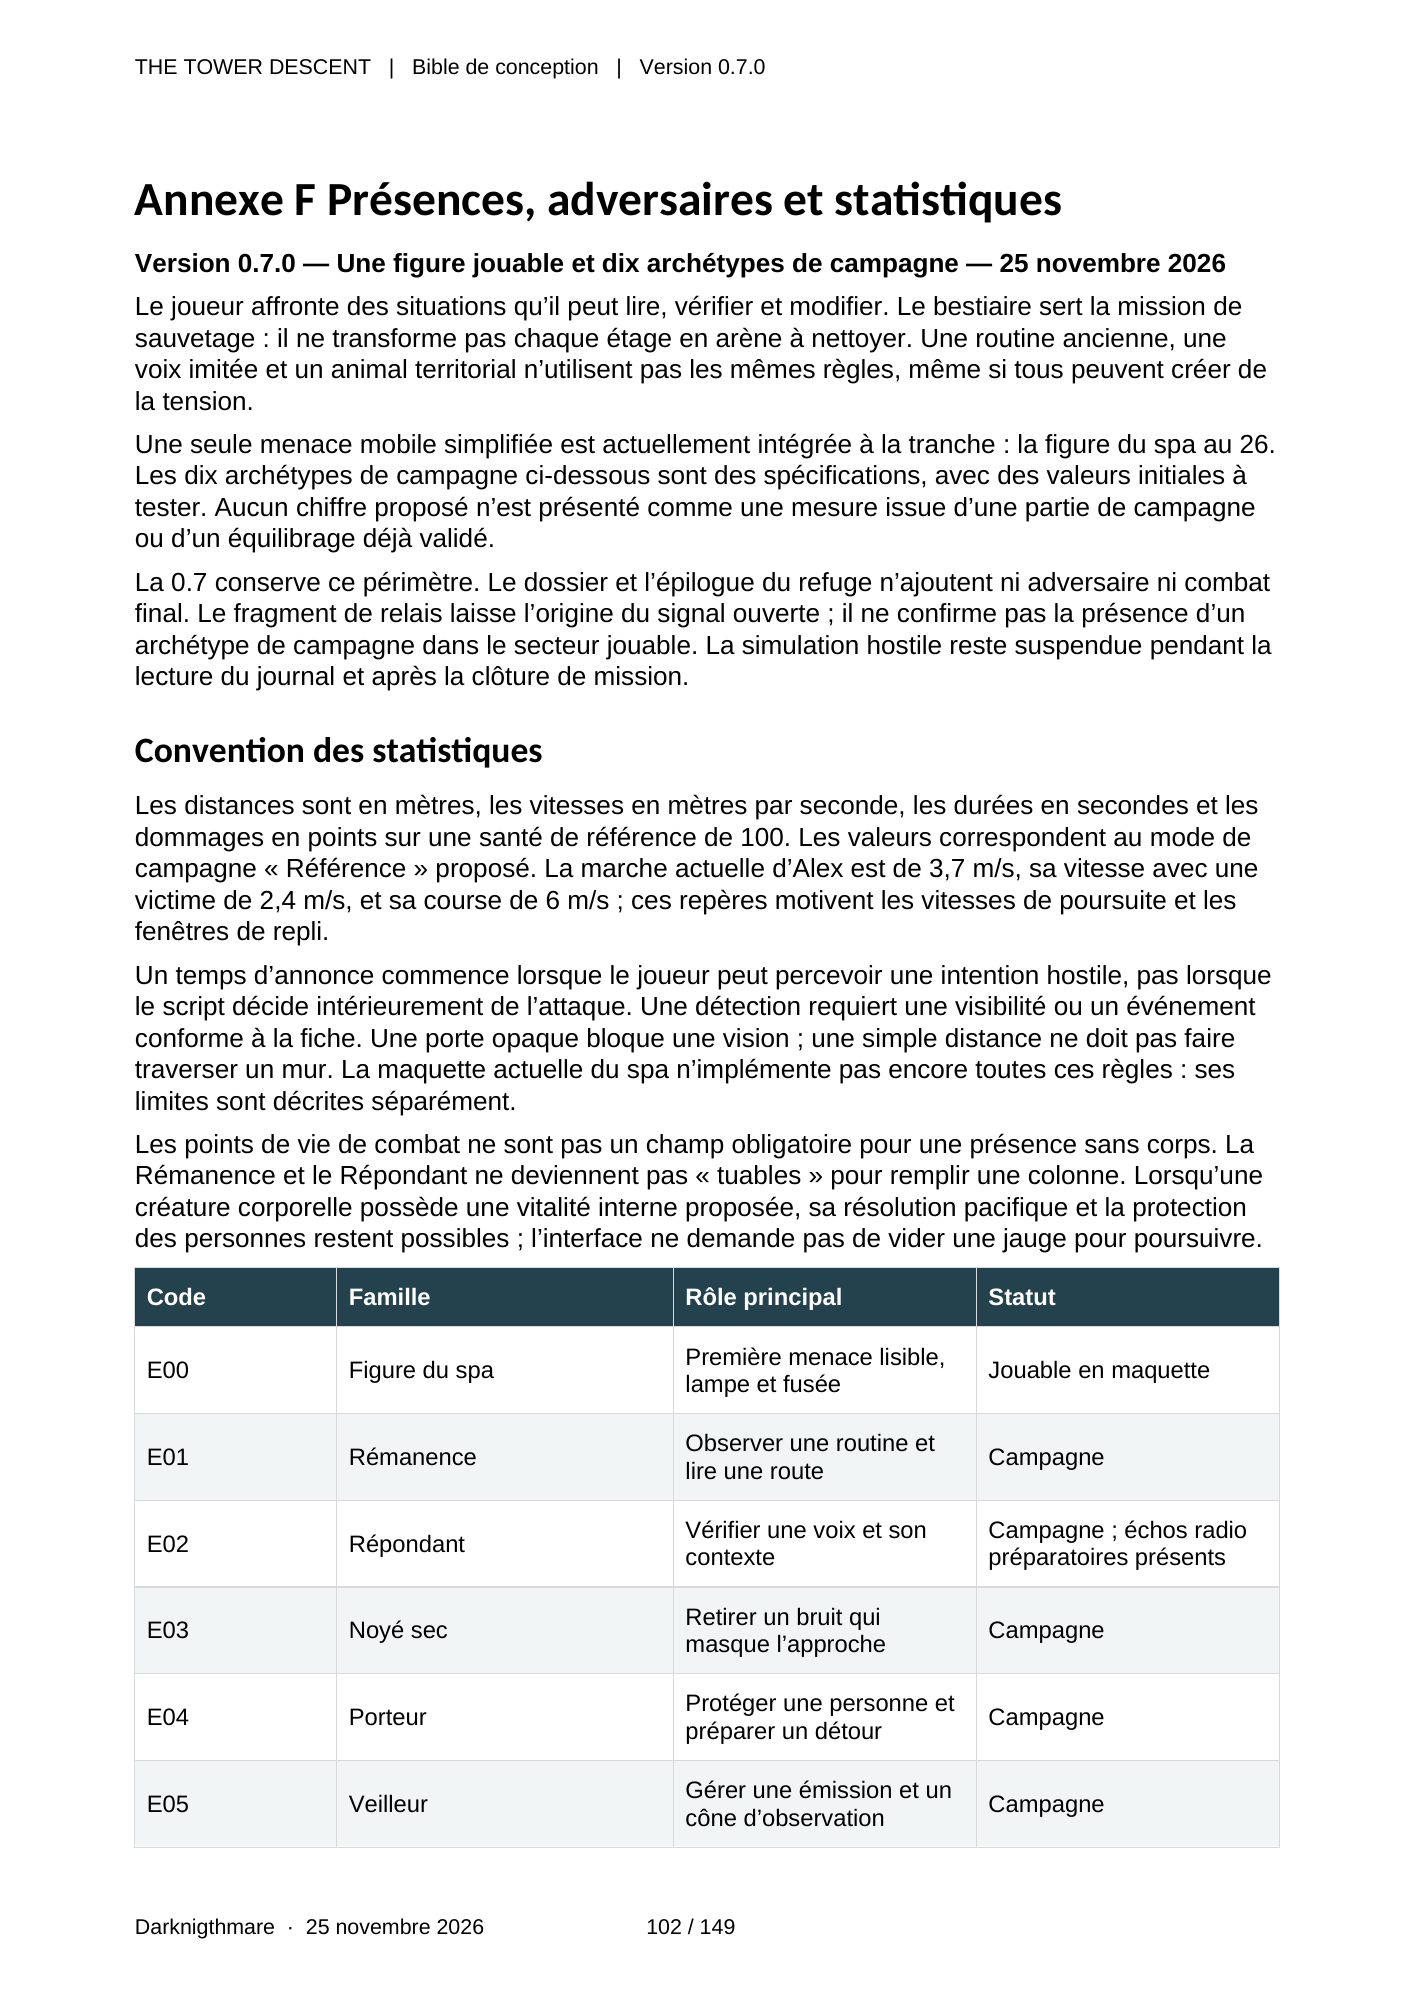 THE TOWER DESCENT | Bible de conception | Version 0.7.0
Annexe F Présences, adversaires et statistiques
Version 0.7.0 — Une figure jouable et dix archétypes de campagne — 25 novembre 2026
Le joueur affronte des situations qu’il peut lire, vérifier et modifier. Le bestiaire sert la mission de
sauvetage : il ne transforme pas chaque étage en arène à nettoyer. Une routine ancienne, une
voix imitée et un animal territorial n’utilisent pas les mêmes règles, même si tous peuvent créer de
la tension.
Une seule menace mobile simplifiée est actuellement intégrée à la tranche : la figure du spa au 26.
Les dix archétypes de campagne ci-dessous sont des spécifications, avec des valeurs initiales à
tester. Aucun chiffre proposé n’est présenté comme une mesure issue d’une partie de campagne
ou d’un équilibrage déjà validé.
La 0.7 conserve ce périmètre. Le dossier et l’épilogue du refuge n’ajoutent ni adversaire ni combat
final. Le fragment de relais laisse l’origine du signal ouverte ; il ne confirme pas la présence d’un
archétype de campagne dans le secteur jouable. La simulation hostile reste suspendue pendant la
lecture du journal et après la clôture de mission.
Convention des statistiques
Les distances sont en mètres, les vitesses en mètres par seconde, les durées en secondes et les
dommages en points sur une santé de référence de 100. Les valeurs correspondent au mode de
campagne « Référence » proposé. La marche actuelle d’Alex est de 3,7 m/s, sa vitesse avec une
victime de 2,4 m/s, et sa course de 6 m/s ; ces repères motivent les vitesses de poursuite et les
fenêtres de repli.
Un temps d’annonce commence lorsque le joueur peut percevoir une intention hostile, pas lorsque
le script décide intérieurement de l’attaque. Une détection requiert une visibilité ou un événement
conforme à la fiche. Une porte opaque bloque une vision ; une simple distance ne doit pas faire
traverser un mur. La maquette actuelle du spa n’implémente pas encore toutes ces règles : ses
limites sont décrites séparément.
Les points de vie de combat ne sont pas un champ obligatoire pour une présence sans corps. La
Rémanence et le Répondant ne deviennent pas « tuables » pour remplir une colonne. Lorsqu’une
créature corporelle possède une vitalité interne proposée, sa résolution pacifique et la protection
des personnes restent possibles ; l’interface ne demande pas de vider une jauge pour poursuivre.
Code Famille Rôle principal Statut
E00 Figure du spa Première menace lisible,
lampe et fusée Jouable en maquette
E01 Rémanence Observer une routine et
lire une route Campagne
E02 Répondant Vérifier une voix et son
contexte Campagne ; échos radio
préparatoires présents
E03 Noyé sec Retirer un bruit qui
masque l’approche Campagne
E04 Porteur Protéger une personne et
préparer un détour Campagne
E05 Veilleur Gérer une émission et un
cône d’observation Campagne
Darknigthmare · 25 novembre 2026 102 / 149